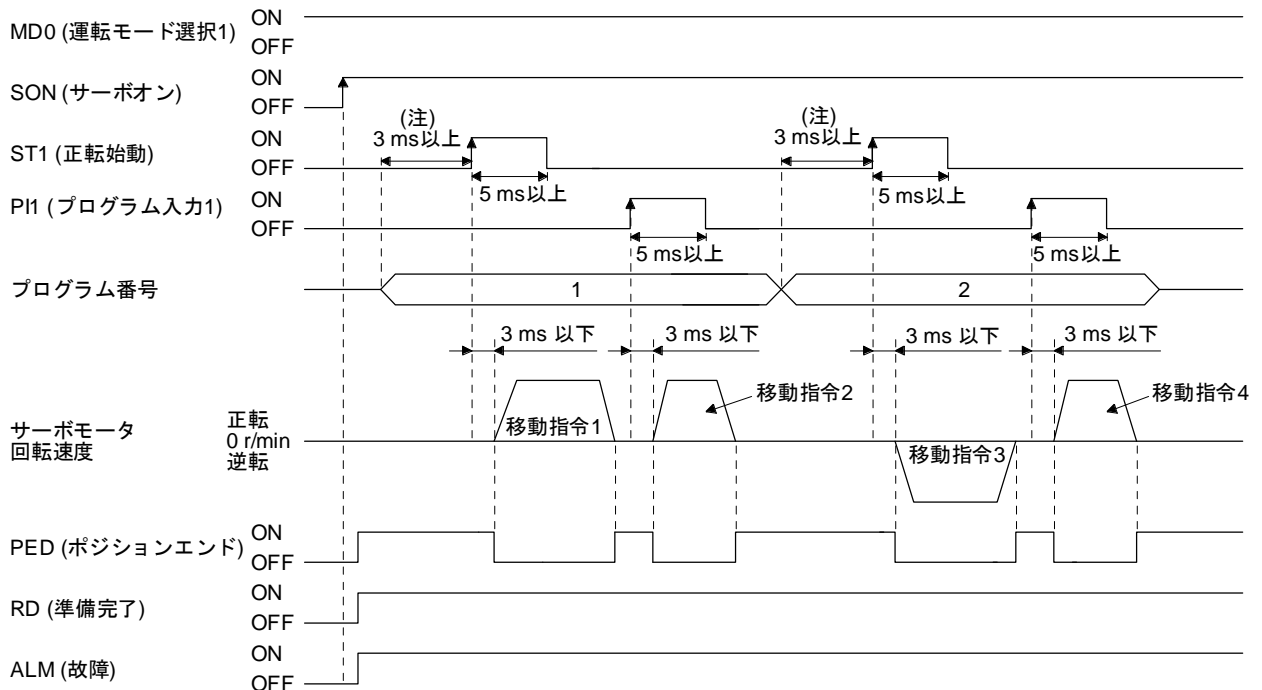 MD0 (運転モード選択1)
ON
OFF
SON (サーボオン)
ON
OFF
(注)
3 ms以上
(注)
3 ms以上
ST1 (正転始動)
ON
OFF
5 ms以上
5 ms以上
PI1 (プログラム入力1)
ON
OFF
5 ms以上
5 ms以上
プログラム番号
1
2
3 ms 以下
3 ms 以下
3 ms 以下
3 ms 以下
サーボモータ
回転速度
正転
0 r/min
逆転
移動指令1
移動指令2
移動指令3
移動指令4
PED (ポジションエンド)
ON
OFF
RD (準備完了)
ON
OFF
ALM (故障)
ON
OFF